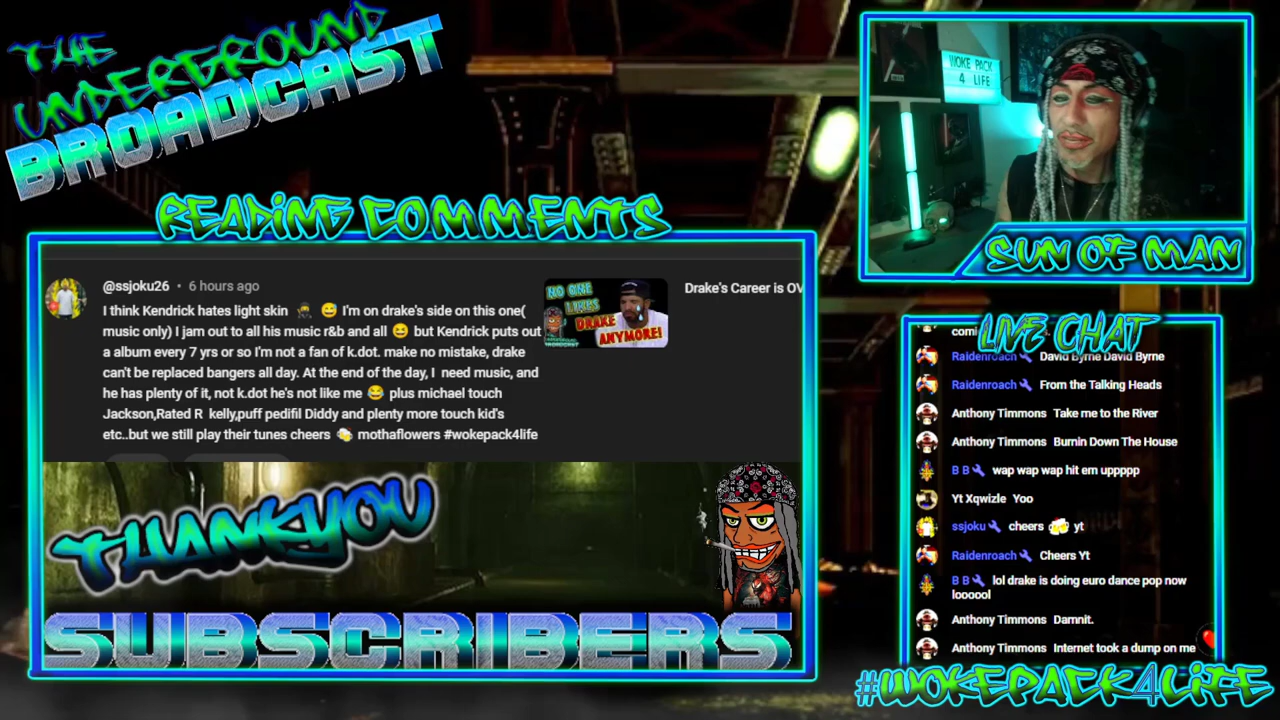 THE
UNDERGROUND
BROADCAST
READING COMMENTS
@ssjoku26 • 6 hours ago
I think Kendrick hates light skin 🥷 😅 I'm on drake's side on this one(
music only) I jam out to all his music r&b and all 😄 but Kendrick puts out
a album every 7 yrs or so I'm not a fan of k.dot. make no mistake, drake
can't be replaced bangers all day. At the end of the day, I need music, and
he has plenty of it, not k.dot he's not like me 😂 plus michael touch
Jackson,Rated R kelly,puff pedifil Diddy and plenty more touch kid's
etc..but we still play their tunes cheers 🍻 mothaflowers #wokepack4life
NO ONE
LIKES
DRAKE
ANYMORE!
Drake's Career is OV
THANKYOU
SUBSCRIBERS
WOKE PACK
4 LIFE
SUN OF MAN
LIVE CHAT
comi
Raidenroach David Byrne David Byrne
Raidenroach From the Talking Heads
Anthony Timmons Take me to the River
Anthony Timmons Burnin Down The House
B B wap wap wap hit em uppppp
Yt Xqwizle Yoo
ssjoku cheers 🍻 yt
Raidenroach Cheers Yt
B B lol drake is doing euro dance pop now
looool
Anthony Timmons Damnit.
Anthony Timmons Internet took a dump on me
#WOKEPACK4LIFE